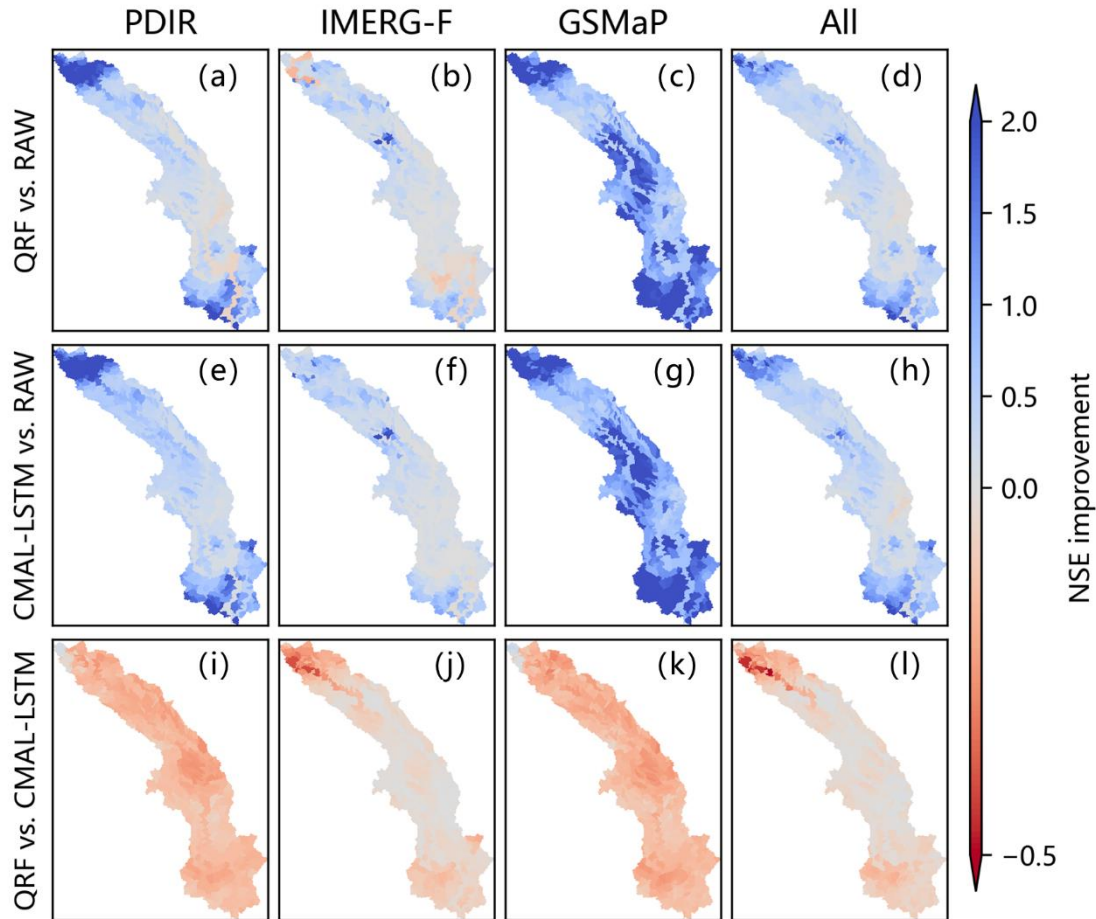 PDIR IMERG-F GSMaP All
QRF vs. RAW
(a) (b) (c) (d)
CMAL-LSTM vs. RAW
(e) (f) (g) (h)
QRF vs. CMAL-LSTM
(i) (j) (k) (l)
2.0
1.5
1.0
0.5
0.0
−0.5
NSE improvement